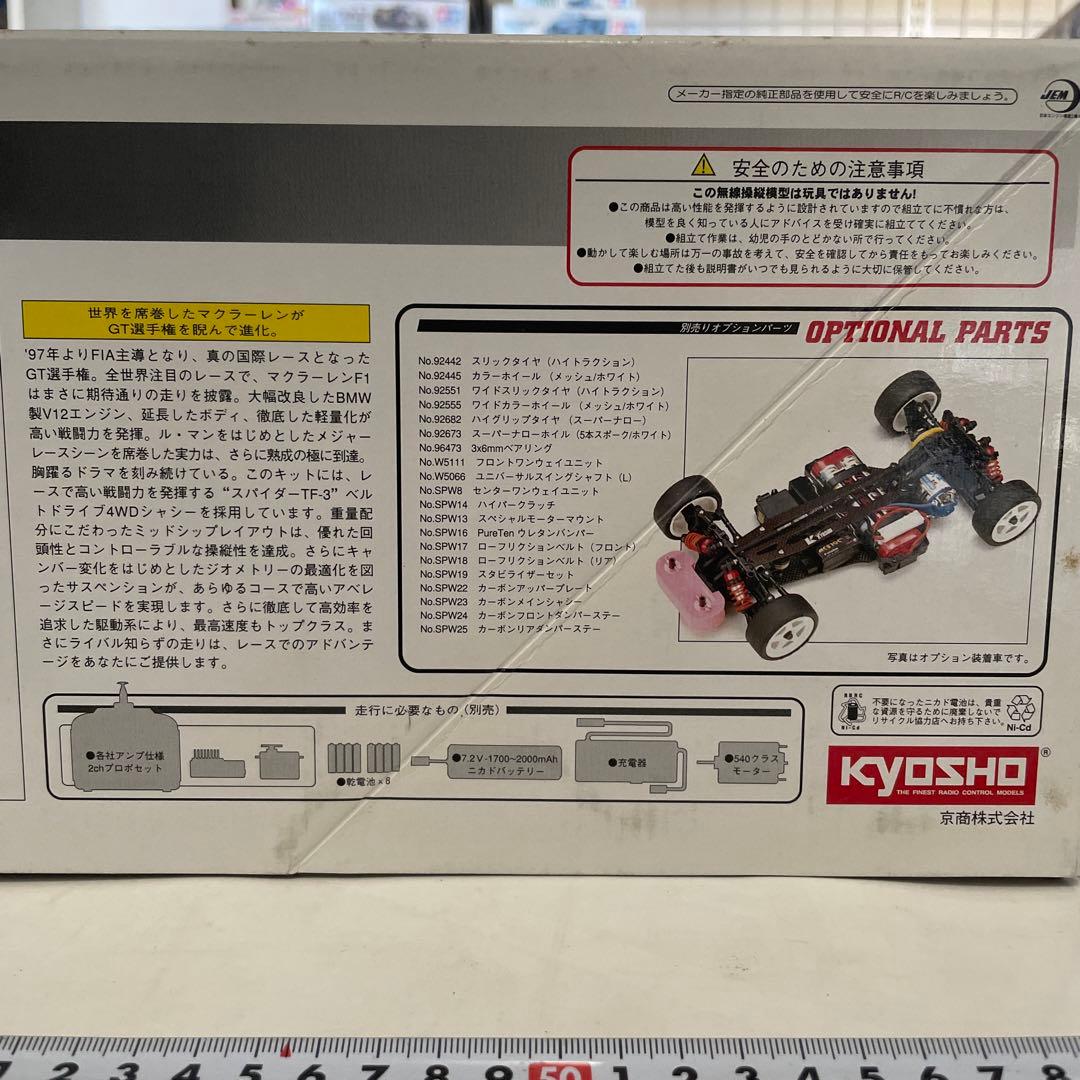 メーカー指定の純正部品を使用して安全にR/Cを楽しみましょう。
JEM
安全のための注意事項
この無線操縦模型は玩具ではありません!
●この商品は高い性能を発揮するように設計されていますので組立てに不慣れな方は、
模型を良く知っている人にアドバイスを受け確実に組立ててください。
●組立て作業は、幼児の手のとどかない所で行ってください。
●動かして楽しむ場所は万一の事故を考えて、安全を確認してから責任をもってお楽しみください。
●組立てた後も説明書がいつでも見られるように大切に保管してください。
世界を席巻したマクラーレンが
GT選手権を睨んで進化。
'97年よりFIA主導となり、真の国際レースとなった
GT選手権。全世界注目のレースで、マクラーレンF1
はまさに期待通りの走りを披露。大幅改良したBMW
製V12エンジン、延長したボディ、徹底した軽量化が
高い戦闘力を発揮。ル・マンをはじめとしたメジャー
レースシーンを席巻した実力は、さらに熟成の極に到達。
胸躍るドラマを刻み続けている。このキットには、レ
ースで高い戦闘力を発揮する“スパイダーTF-3”ベル
トドライブ4WDシャシーを採用しています。重量配
分にこだわったミッドシップレイアウトは、優れた回
頭性とコントローラブルな操縦性を達成。さらにキャ
ンバー変化をはじめとしたジオメトリーの最適化を図
ったサスペンションが、あらゆるコースで高いアベレ
ージスピードを実現します。さらに徹底して高効率を
追求した駆動系により、最高速度もトップクラス。ま
さにライバル知らずの走りは、レースでのアドバンテ
ージをあなたにご提供します。
別売りオプションパーツ OPTIONAL PARTS
No.92442 スリックタイヤ（ハイトラクション）
No.92445 カラーホイール（メッシュ/ホワイト）
No.92551 ワイドスリックタイヤ（ハイトラクション）
No.92555 ワイドカラーホイール（メッシュ/ホワイト）
No.92682 ハイグリップタイヤ（スーパーナロー）
No.92673 スーパーナローホイル（5本スポーク/ホワイト）
No.96473 3x6mmベアリング
No.W5111 フロントワンウェイユニット
No.W5066 ユニバーサルスイングシャフト（L）
No.SPW8 センターワンウェイユニット
No.SPW14 ハイパークラッチ
No.SPW13 スペシャルモーターマウント
No.SPW16 PureTen ウレタンバンパー
No.SPW17 ローフリクションベルト（フロント）
No.SPW18 ローフリクションベルト（リア）
No.SPW19 スタビライザーセット
No.SPW22 カーボンアッパープレート
No.SPW23 カーボンメインシャシー
No.SPW24 カーボンフロントダンパーステー
No.SPW25 カーボンリアダンパーステー
写真はオプション装着車です。
走行に必要なもの（別売）
●各社アンプ仕様
2chプロポセット
●乾電池×8
●7.2V-1700~2000mAh
ニカドバッテリー
●充電器
●540クラス
モーター
Ni-Cd
不要になったニカド電池は、貴重
な資源を守るために廃棄しないで
リサイクル協力店へお持ち下さい。
Ni-Cd
KYOSHO®
THE FINEST RADIO CONTROL MODELS
京商株式会社
1 2 3 4 5 6 7 8 9 50 1 2 3 4 5 6 7 8